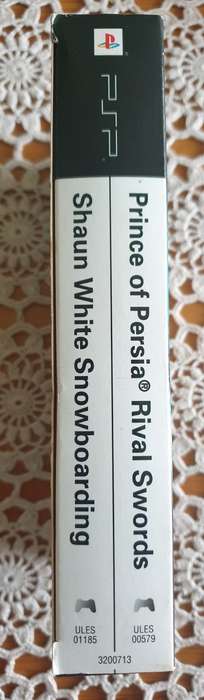 PSP
Prince of Persia® Rival Swords
Shaun White Snowboarding
ULES
01185
ULES
00579
3200713